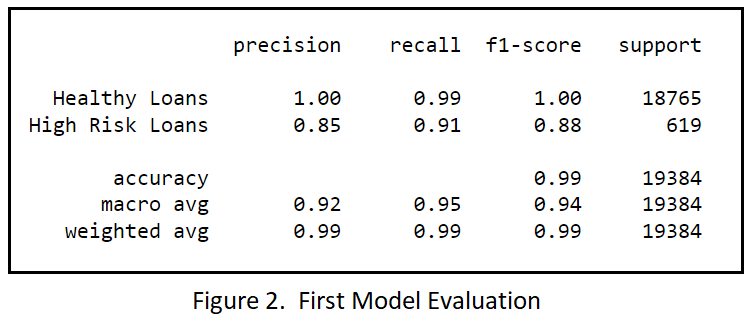 precision recall f1-score support
Healthy Loans 1.00 0.99 1.00 18765
High Risk Loans 0.85 0.91 0.88 619
accuracy 0.99 19384
macro avg 0.92 0.95 0.94 19384
weighted avg 0.99 0.99 0.99 19384
Figure 2. First Model Evaluation